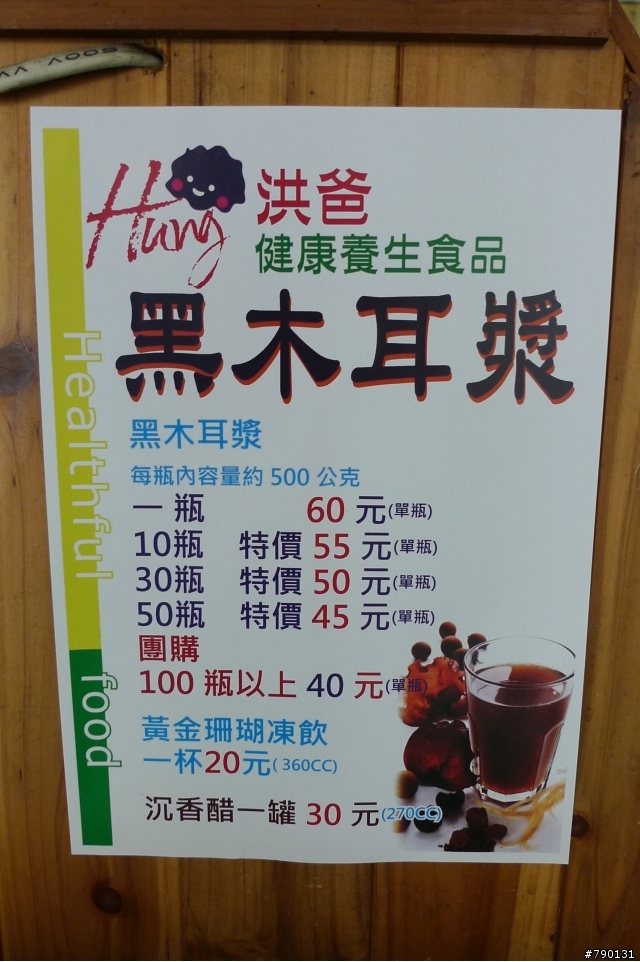 Hung
洪爸
健康養生食品
黑木耳漿
黑木耳漿
每瓶內容量約 500 公克
一 瓶 60 元(單瓶)
10瓶 特價 55 元(單瓶)
30瓶 特價 50 元(單瓶)
50瓶 特價 45 元(單瓶)
團購
100 瓶以上 40 元(單瓶)
黃金珊瑚凍飲
一杯20元( 360CC)
沉香醋一罐 30 元(270CC)
Healthful food
#790131